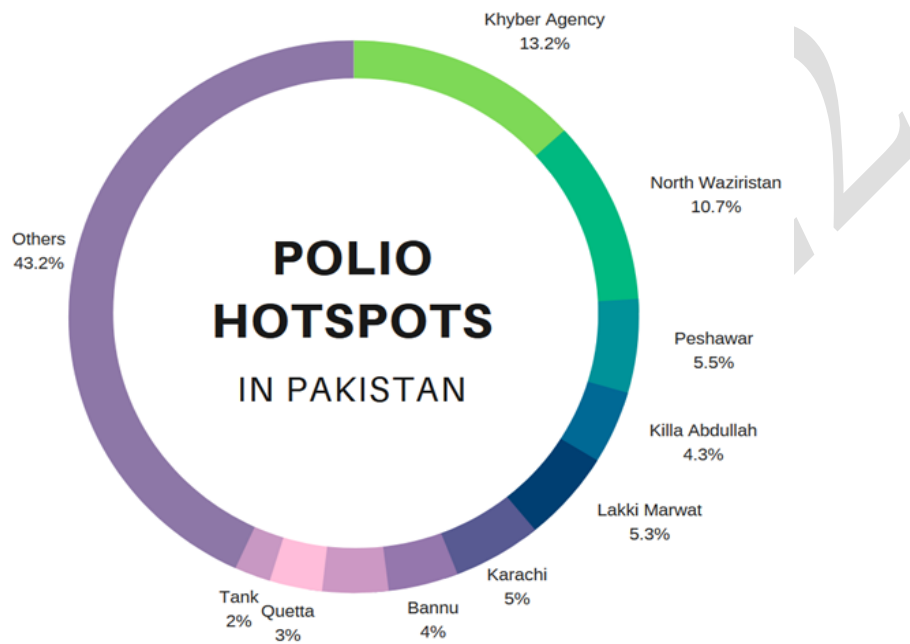 Khyber Agency
13.2%
North Waziristan
10.7%
Others
43.2%
POLIO
HOTSPOTS
IN PAKISTAN
Peshawar
5.5%
Killa Abdullah
4.3%
Lakki Marwat
5.3%
Karachi
5%
Bannu
4%
Quetta
3%
Tank
2%